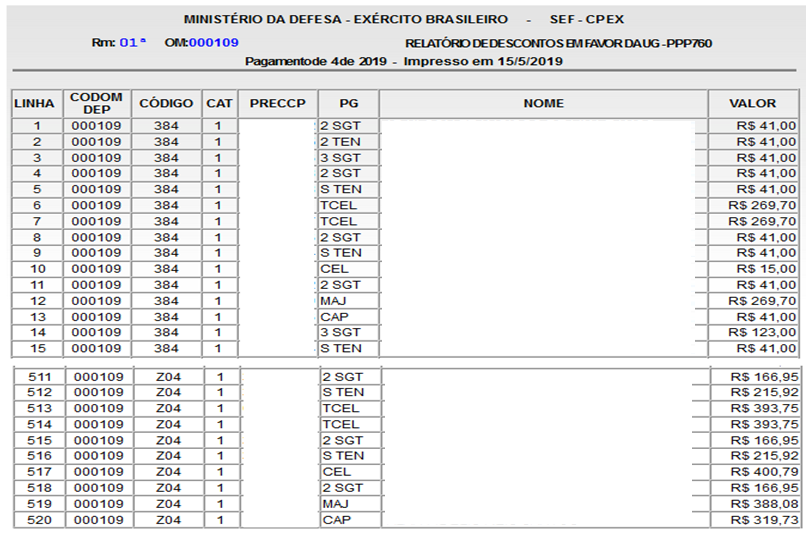 MINISTÉRIO DA DEFESA - EXÉRCITO BRASILEIRO - SEF - CPEX
Rm: 01ª OM:000109 RELATÓRIO DE DESCONTOS EM FAVOR DA UG - PPP760
Pagamentode 4de 2019 - Impresso em 15/5/2019
LINHA CODOM DEP CÓDIGO CAT PRECCP PG NOME VALOR
1 000109 384 1 2 SGT R$ 41,00
2 000109 384 1 2 TEN R$ 41,00
3 000109 384 1 3 SGT R$ 41,00
4 000109 384 1 2 SGT R$ 41,00
5 000109 384 1 S TEN R$ 41,00
6 000109 384 1 TCEL R$ 269,70
7 000109 384 1 TCEL R$ 269,70
8 000109 384 1 2 SGT R$ 41,00
9 000109 384 1 S TEN R$ 41,00
10 000109 384 1 CEL R$ 15,00
11 000109 384 1 2 SGT R$ 41,00
12 000109 384 1 MAJ R$ 269,70
13 000109 384 1 CAP R$ 41,00
14 000109 384 1 3 SGT R$ 123,00
15 000109 384 1 S TEN R$ 41,00
511 000109 Z04 1 2 SGT R$ 166,95
512 000109 Z04 1 S TEN R$ 215,92
513 000109 Z04 1 TCEL R$ 393,75
514 000109 Z04 1 TCEL R$ 393,75
515 000109 Z04 1 2 SGT R$ 166,95
516 000109 Z04 1 S TEN R$ 215,92
517 000109 Z04 1 CEL R$ 400,79
518 000109 Z04 1 2 SGT R$ 166,95
519 000109 Z04 1 MAJ R$ 388,08
520 000109 Z04 1 CAP R$ 319,73